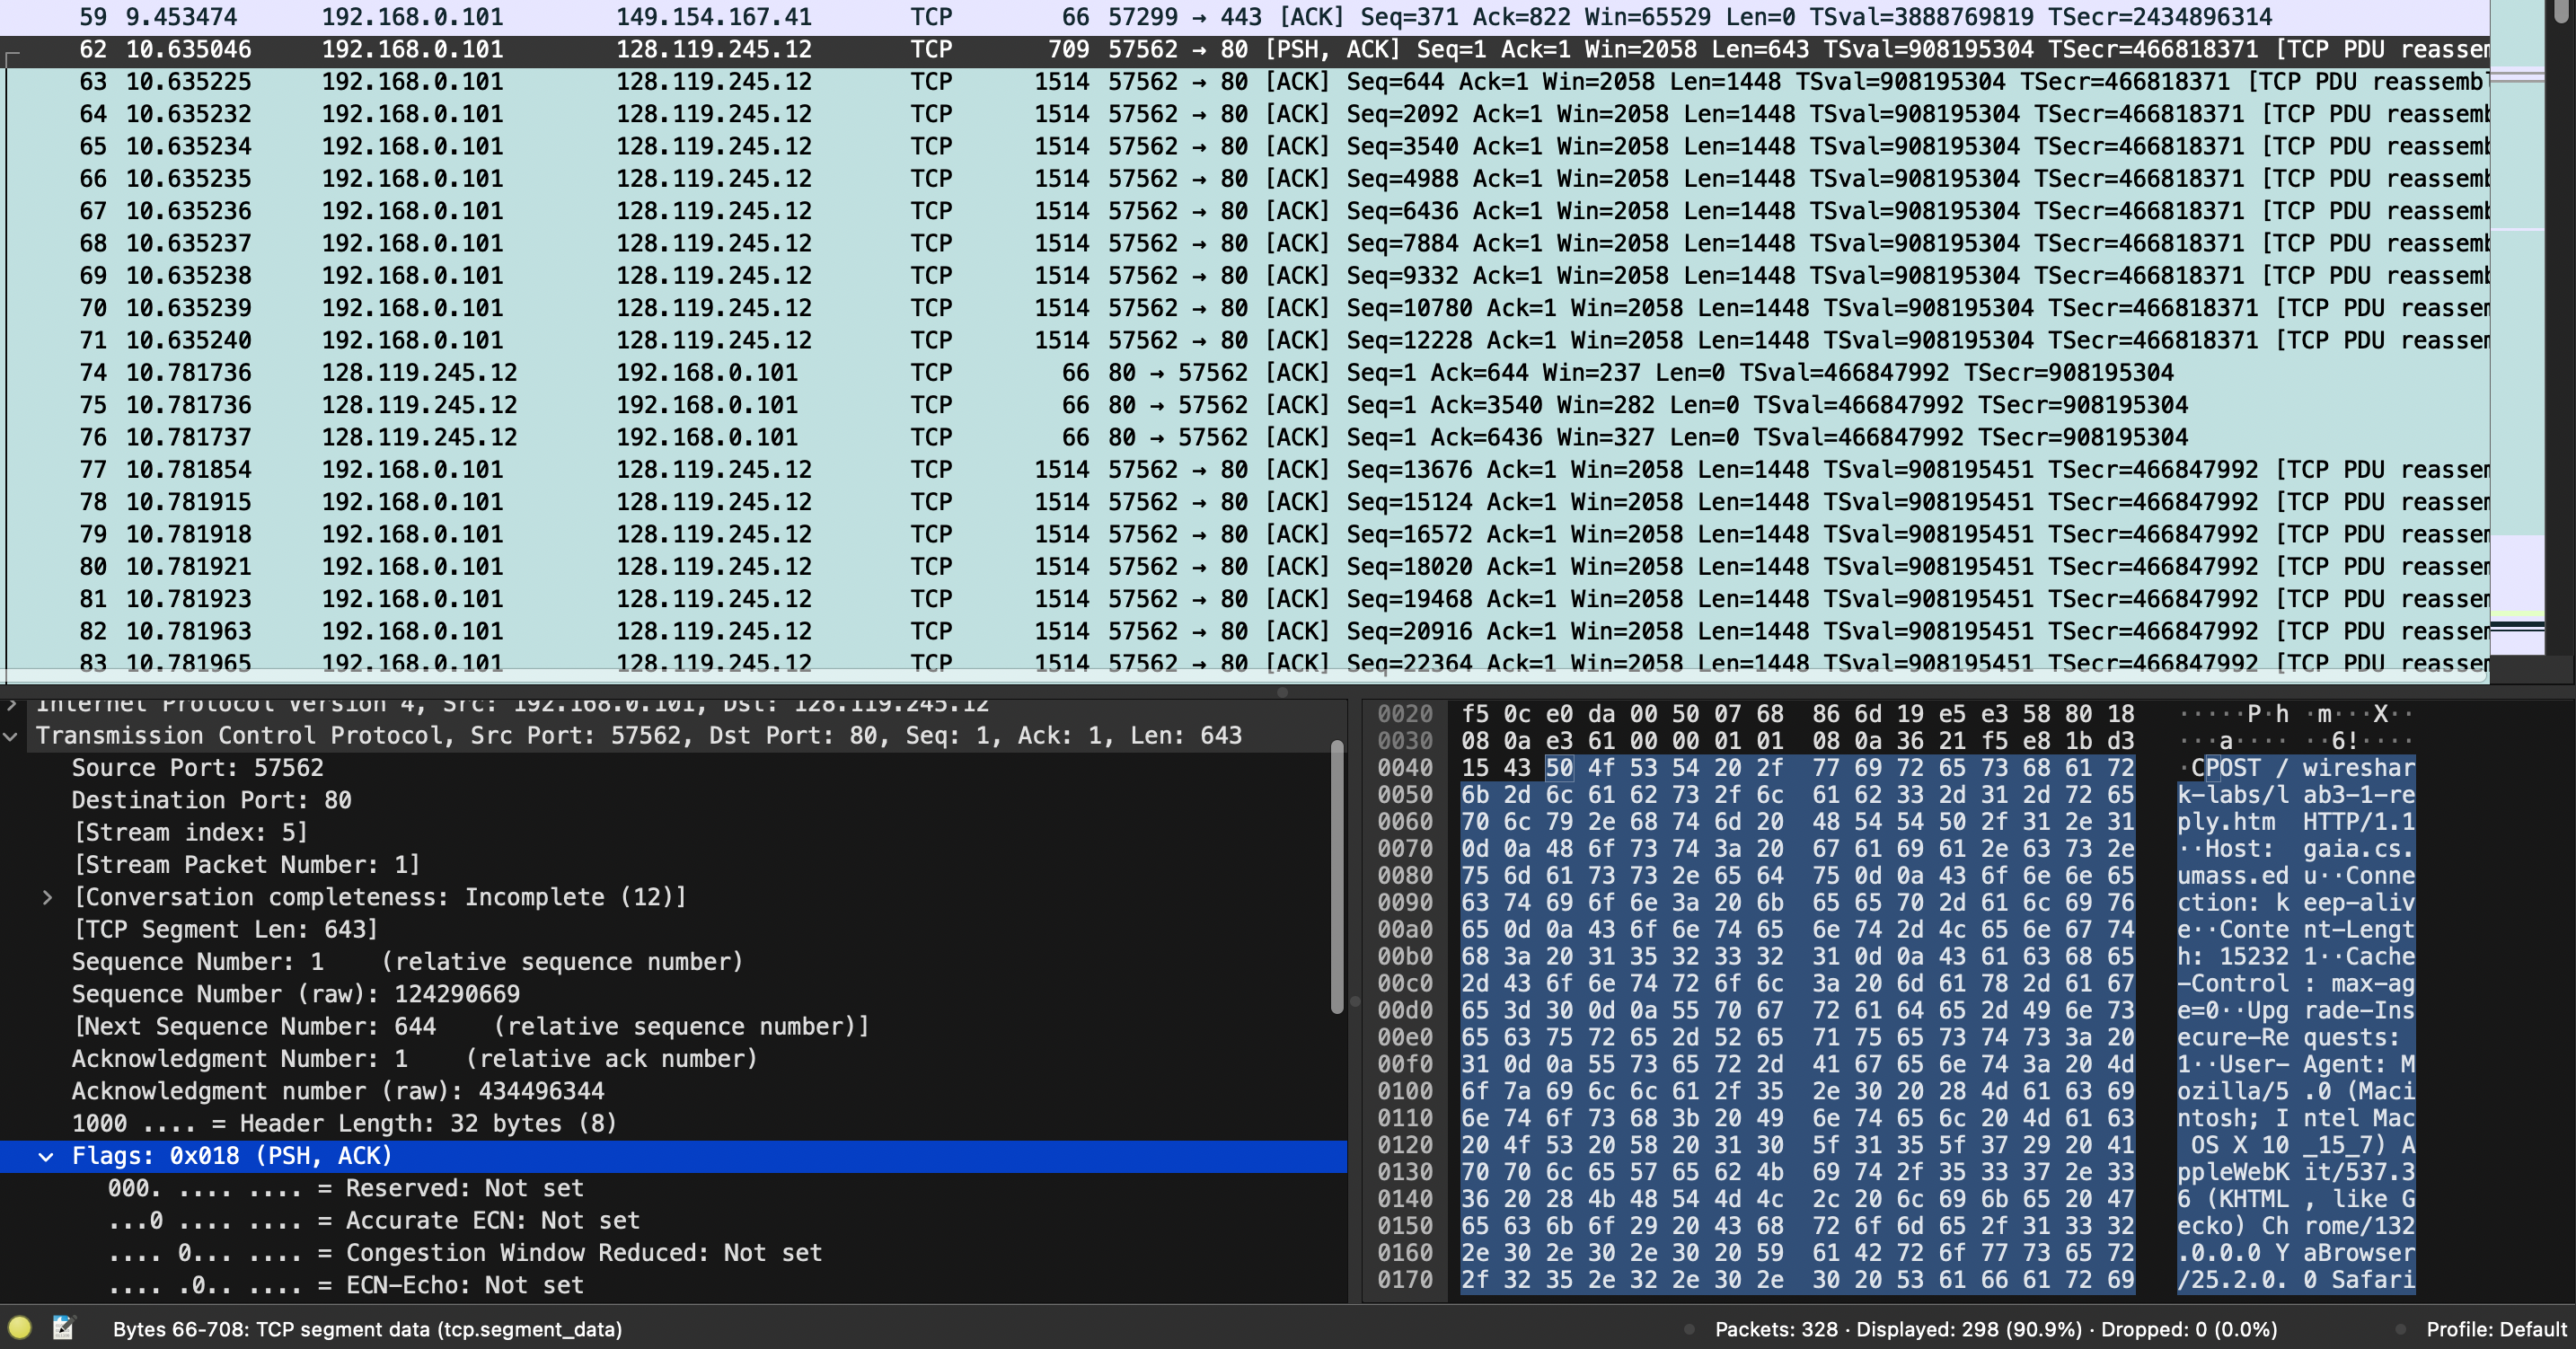 59 9.453474 192.168.0.101 149.154.167.41 TCP 66 57299 → 443 [ACK] Seq=371 Ack=822 Win=65529 Len=0 TSval=3888769819 TSecr=2434896314
62 10.635046 192.168.0.101 128.119.245.12 TCP 709 57562 → 80 [PSH, ACK] Seq=1 Ack=1 Win=2058 Len=643 TSval=908195304 TSecr=466818371 [TCP PDU reassem
63 10.635225 192.168.0.101 128.119.245.12 TCP 1514 57562 → 80 [ACK] Seq=644 Ack=1 Win=2058 Len=1448 TSval=908195304 TSecr=466818371 [TCP PDU reassembl
64 10.635232 192.168.0.101 128.119.245.12 TCP 1514 57562 → 80 [ACK] Seq=2092 Ack=1 Win=2058 Len=1448 TSval=908195304 TSecr=466818371 [TCP PDU reassemb
65 10.635234 192.168.0.101 128.119.245.12 TCP 1514 57562 → 80 [ACK] Seq=3540 Ack=1 Win=2058 Len=1448 TSval=908195304 TSecr=466818371 [TCP PDU reassemb
66 10.635235 192.168.0.101 128.119.245.12 TCP 1514 57562 → 80 [ACK] Seq=4988 Ack=1 Win=2058 Len=1448 TSval=908195304 TSecr=466818371 [TCP PDU reassemb
67 10.635236 192.168.0.101 128.119.245.12 TCP 1514 57562 → 80 [ACK] Seq=6436 Ack=1 Win=2058 Len=1448 TSval=908195304 TSecr=466818371 [TCP PDU reassemb
68 10.635237 192.168.0.101 128.119.245.12 TCP 1514 57562 → 80 [ACK] Seq=7884 Ack=1 Win=2058 Len=1448 TSval=908195304 TSecr=466818371 [TCP PDU reassemb
69 10.635238 192.168.0.101 128.119.245.12 TCP 1514 57562 → 80 [ACK] Seq=9332 Ack=1 Win=2058 Len=1448 TSval=908195304 TSecr=466818371 [TCP PDU reassemb
70 10.635239 192.168.0.101 128.119.245.12 TCP 1514 57562 → 80 [ACK] Seq=10780 Ack=1 Win=2058 Len=1448 TSval=908195304 TSecr=466818371 [TCP PDU reassem
71 10.635240 192.168.0.101 128.119.245.12 TCP 1514 57562 → 80 [ACK] Seq=12228 Ack=1 Win=2058 Len=1448 TSval=908195304 TSecr=466818371 [TCP PDU reassem
74 10.781736 128.119.245.12 192.168.0.101 TCP 66 80 → 57562 [ACK] Seq=1 Ack=644 Win=237 Len=0 TSval=466847992 TSecr=908195304
75 10.781736 128.119.245.12 192.168.0.101 TCP 66 80 → 57562 [ACK] Seq=1 Ack=3540 Win=282 Len=0 TSval=466847992 TSecr=908195304
76 10.781737 128.119.245.12 192.168.0.101 TCP 66 80 → 57562 [ACK] Seq=1 Ack=6436 Win=327 Len=0 TSval=466847992 TSecr=908195304
77 10.781854 192.168.0.101 128.119.245.12 TCP 1514 57562 → 80 [ACK] Seq=13676 Ack=1 Win=2058 Len=1448 TSval=908195451 TSecr=466847992 [TCP PDU reassem
78 10.781915 192.168.0.101 128.119.245.12 TCP 1514 57562 → 80 [ACK] Seq=15124 Ack=1 Win=2058 Len=1448 TSval=908195451 TSecr=466847992 [TCP PDU reassem
79 10.781918 192.168.0.101 128.119.245.12 TCP 1514 57562 → 80 [ACK] Seq=16572 Ack=1 Win=2058 Len=1448 TSval=908195451 TSecr=466847992 [TCP PDU reassem
80 10.781921 192.168.0.101 128.119.245.12 TCP 1514 57562 → 80 [ACK] Seq=18020 Ack=1 Win=2058 Len=1448 TSval=908195451 TSecr=466847992 [TCP PDU reassem
81 10.781923 192.168.0.101 128.119.245.12 TCP 1514 57562 → 80 [ACK] Seq=19468 Ack=1 Win=2058 Len=1448 TSval=908195451 TSecr=466847992 [TCP PDU reassem
82 10.781963 192.168.0.101 128.119.245.12 TCP 1514 57562 → 80 [ACK] Seq=20916 Ack=1 Win=2058 Len=1448 TSval=908195451 TSecr=466847992 [TCP PDU reassem
83 10.781965 192.168.0.101 128.119.245.12 TCP 1514 57562 → 80 [ACK] Seq=22364 Ack=1 Win=2058 Len=1448 TSval=908195451 TSecr=466847992 [TCP PDU reassem
Internet Protocol Version 4, Src: 192.168.0.101, Dst: 128.119.245.12
Transmission Control Protocol, Src Port: 57562, Dst Port: 80, Seq: 1, Ack: 1, Len: 643
Source Port: 57562
Destination Port: 80
[Stream index: 5]
[Stream Packet Number: 1]
[Conversation completeness: Incomplete (12)]
[TCP Segment Len: 643]
Sequence Number: 1 (relative sequence number)
Sequence Number (raw): 124290669
[Next Sequence Number: 644 (relative sequence number)]
Acknowledgment Number: 1 (relative ack number)
Acknowledgment number (raw): 434496344
1000 .... = Header Length: 32 bytes (8)
Flags: 0x018 (PSH, ACK)
000. .... .... = Reserved: Not set
...0 .... .... = Accurate ECN: Not set
.... 0... .... = Congestion Window Reduced: Not set
.... .0.. .... = ECN-Echo: Not set
0020 f5 0c e0 da 00 50 07 68 86 6d 19 e5 e3 58 80 18 ·····P·h ·m···X··
0030 08 0a e3 61 00 00 01 01 08 0a 36 21 f5 e8 1b d3 ···a···· ··6!····
0040 15 43 50 4f 53 54 20 2f 77 69 72 65 73 68 61 72 ·CPOST / wireshar
0050 6b 2d 6c 61 62 73 2f 6c 61 62 33 2d 31 2d 72 65 k-labs/l ab3-1-re
0060 70 6c 79 2e 68 74 6d 20 48 54 54 50 2f 31 2e 31 ply.htm HTTP/1.1
0070 0d 0a 48 6f 73 74 3a 20 67 61 69 61 2e 63 73 2e ··Host: gaia.cs.
0080 75 6d 61 73 73 2e 65 64 75 0d 0a 43 6f 6e 6e 65 umass.ed u··Conne
0090 63 74 69 6f 6e 3a 20 6b 65 65 70 2d 61 6c 69 76 ction: k eep-aliv
00a0 65 0d 0a 43 6f 6e 74 65 6e 74 2d 4c 65 6e 67 74 e··Conte nt-Lengt
00b0 68 3a 20 31 35 32 33 32 31 0d 0a 43 61 63 68 65 h: 15232 1··Cache
00c0 2d 43 6f 6e 74 72 6f 6c 3a 20 6d 61 78 2d 61 67 -Control : max-ag
00d0 65 3d 30 0d 0a 55 70 67 72 61 64 65 2d 49 6e 73 e=0··Upg rade-Ins
00e0 65 63 75 72 65 2d 52 65 71 75 65 73 74 73 3a 20 ecure-Re quests:
00f0 31 0d 0a 55 73 65 72 2d 41 67 65 6e 74 3a 20 4d 1··User- Agent: M
0100 6f 7a 69 6c 6c 61 2f 35 2e 30 20 28 4d 61 63 69 ozilla/5 .0 (Maci
0110 6e 74 6f 73 68 3b 20 49 6e 74 65 6c 20 4d 61 63 ntosh; I ntel Mac
0120 20 4f 53 20 58 20 31 30 5f 31 35 5f 37 29 20 41 OS X 10 _15_7) A
0130 70 70 6c 65 57 65 62 4b 69 74 2f 35 33 37 2e 33 ppleWebK it/537.3
0140 36 20 28 4b 48 54 4d 4c 2c 20 6c 69 6b 65 20 47 6 (KHTML , like G
0150 65 63 6b 6f 29 20 43 68 72 6f 6d 65 2f 31 33 32 ecko) Ch rome/132
0160 2e 30 2e 30 2e 30 20 59 61 42 72 6f 77 73 65 72 .0.0.0 Y aBrowser
0170 2f 32 35 2e 32 2e 30 2e 30 20 53 61 66 61 72 69 /25.2.0. 0 Safari
Bytes 66-708: TCP segment data (tcp.segment_data)
Packets: 328 · Displayed: 298 (90.9%) · Dropped: 0 (0.0%)
Profile: Default